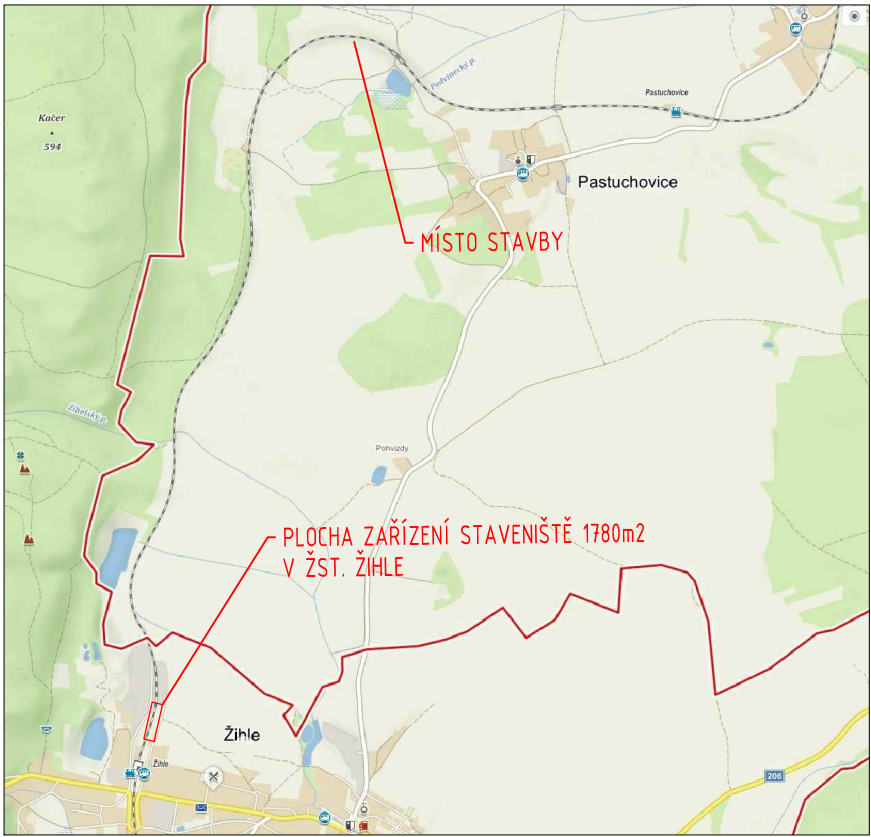 Podvinecký p.
Pastuchovice
Kačer
594
Pastuchovice
MÍSTO STAVBY
Žihelský p.
Pohvizdy
PLOCHA ZAŘÍZENÍ STAVENIŠTĚ 1780m2
V ŽST. ŽIHLE
Žihle
Žihle
206